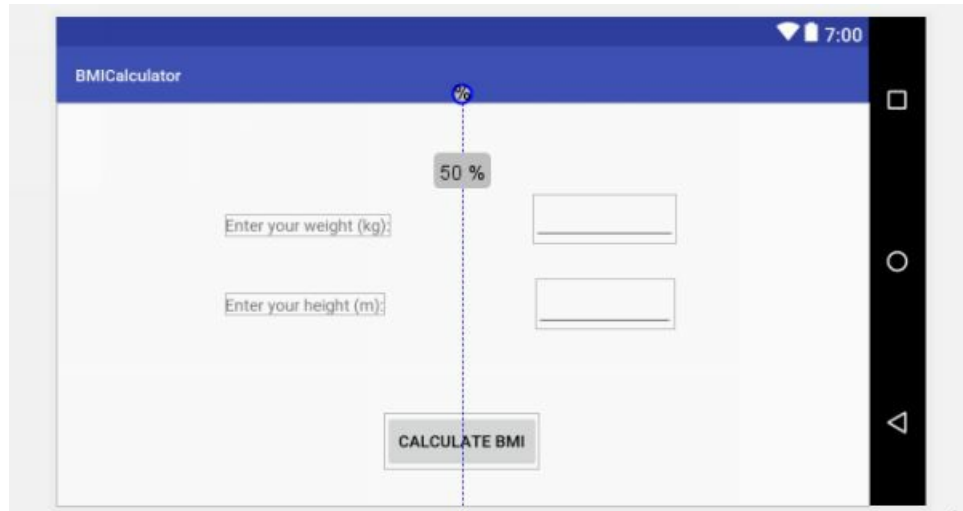 7:00
BMICalculator
%
50 %
Enter your weight (kg):
Enter your height (m):
CALCULATE BMI